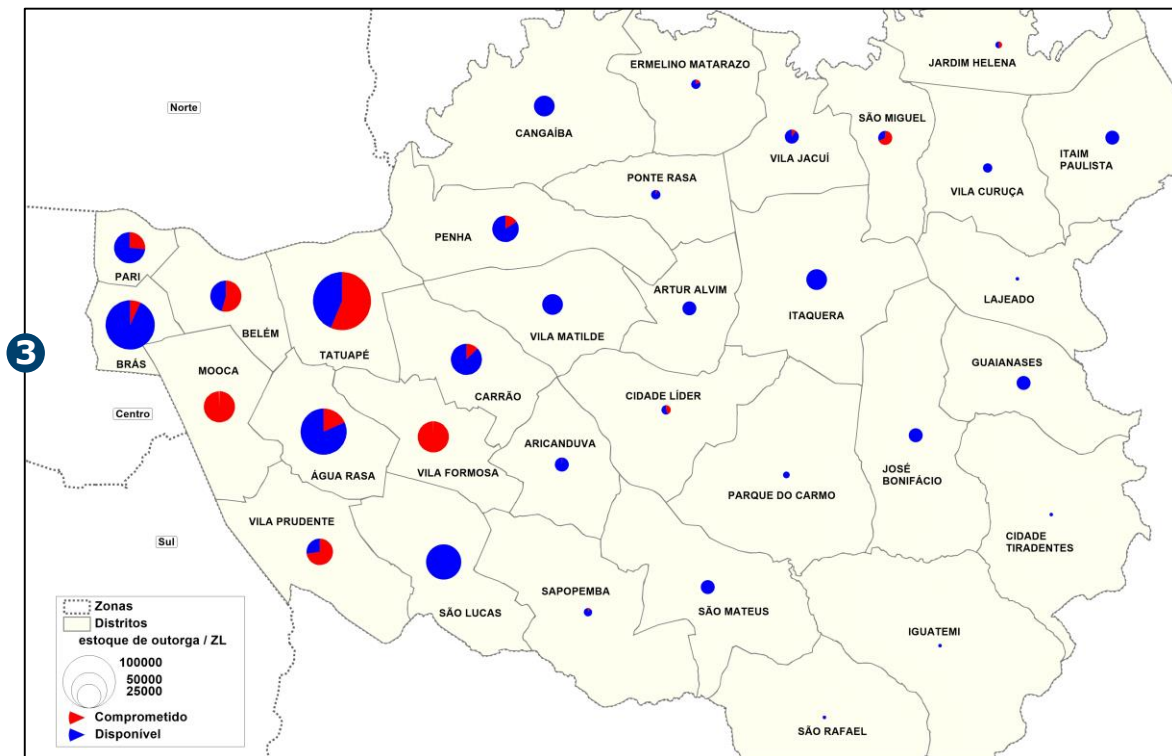 ERMELINO MATARAZO
JARDIM HELENA
Norte
CANGAÍBA
SÃO MIGUEL
VILA JACUÍ
ITAIM
PAULISTA
PONTE RASA
VILA CURUÇA
PENHA
PARI
LAJEADO
ARTUR ALVIM
ITAQUERA
BELÉM
VILA MATILDE
TATUAPÉ
3
BRÁS
MOOCA
GUAIANASES
CARRÃO
CIDADE LÍDER
Centro
ARICANDUVA
ÁGUA RASA
VILA FORMOSA
JOSÉ
BONIFÁCIO
PARQUE DO CARMO
VILA PRUDENTE
CIDADE
TIRADENTES
Sul
SAPOPEMBA
SÃO LUCAS
SÃO MATEUS
IGUATEMI
SÃO RAFAEL
Zonas
Distritos
estoque de outorga / ZL
100000
50000
25000
Comprometido
Disponível